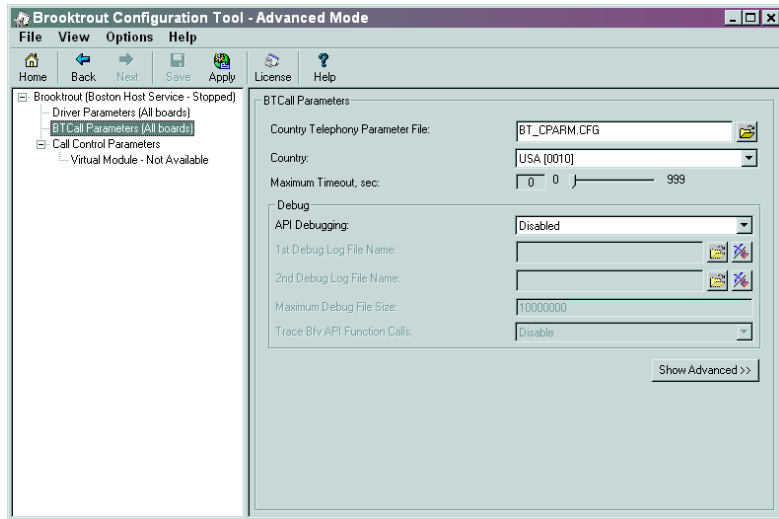 Brooktrout Configuration Tool - Advanced Mode
File View Options Help
Home Back Next Save Apply License Help
Brooktrout (Boston Host Service - Stopped)
Driver Parameters (All boards)
BTCall Parameters (All boards)
Call Control Parameters
Virtual Module - Not Available
BTCall Parameters
Country Telephony Parameter File: BT_CPARM.CFG
Country: USA [0010]
Maximum Timeout, sec: 0 0 999
Debug
API Debugging: Disabled
1st Debug Log File Name:
2nd Debug Log File Name:
Maximum Debug File Size: 10000000
Trace Bfv API Function Calls: Disable
Show Advanced >>